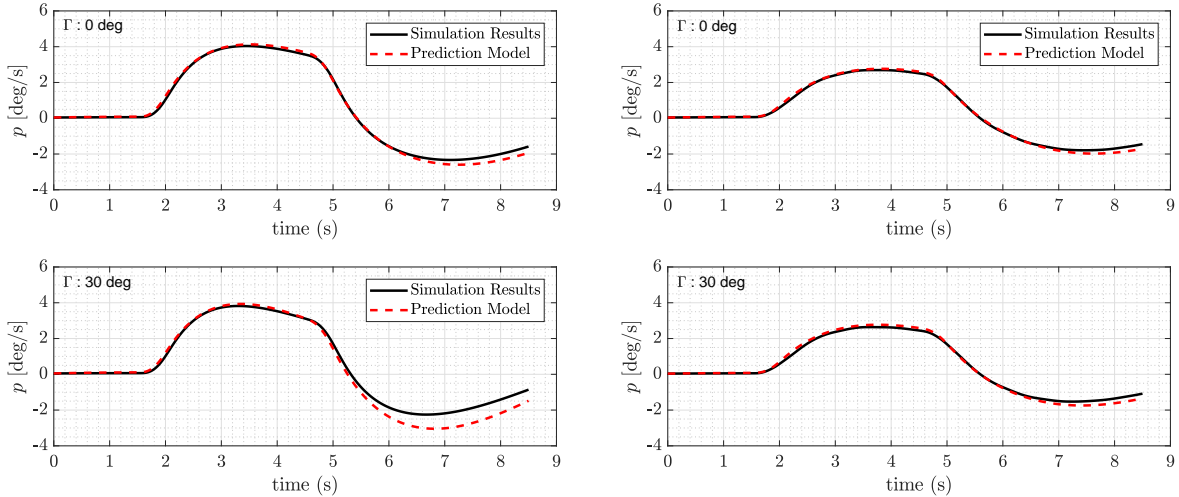 Γ : 0 deg
Simulation Results
Prediction Model
p [deg/s]
6
4
2
0
-2
-4
0 1 2 3 4 5 6 7 8 9
time (s)
Γ : 0 deg
Simulation Results
Prediction Model
p [deg/s]
6
4
2
0
-2
-4
0 1 2 3 4 5 6 7 8 9
time (s)
Γ : 30 deg
Simulation Results
Prediction Model
p [deg/s]
6
4
2
0
-2
-4
0 1 2 3 4 5 6 7 8 9
time (s)
Γ : 30 deg
Simulation Results
Prediction Model
p [deg/s]
6
4
2
0
-2
-4
0 1 2 3 4 5 6 7 8 9
time (s)